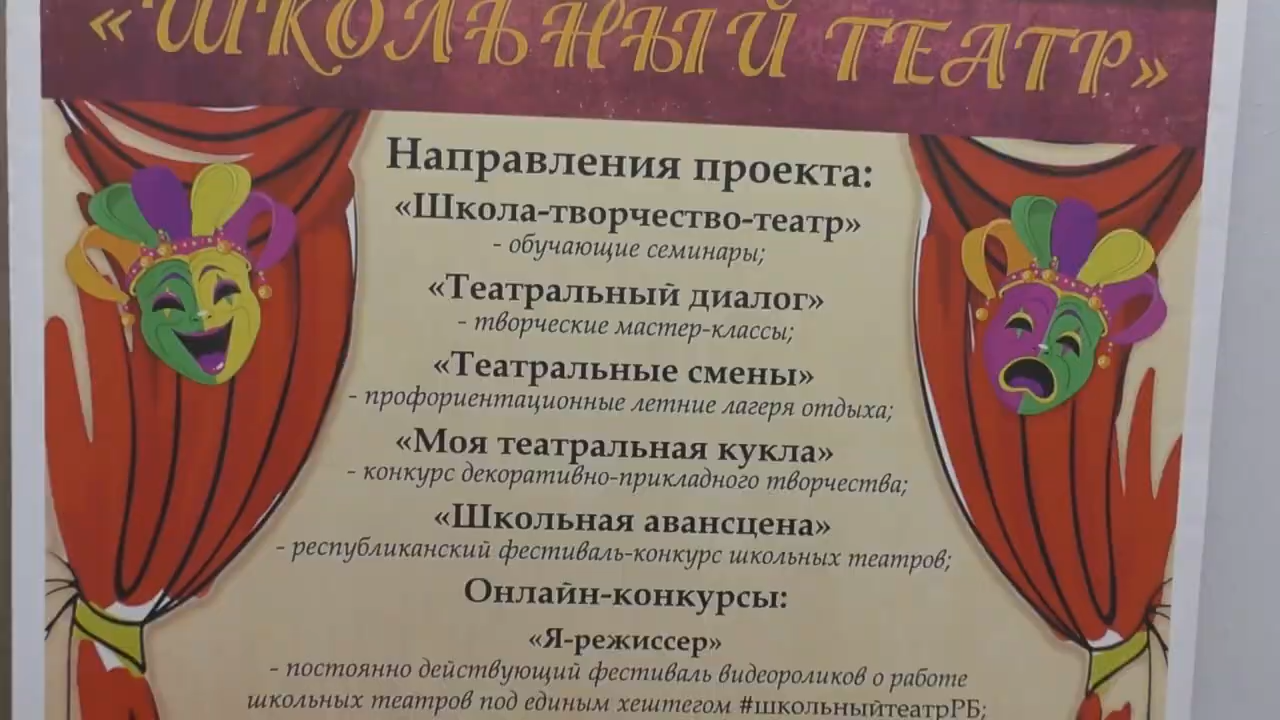 «ШКОЛЬНЫЙ ТЕАТР»
Направления проекта:
«Школа-творчество-театр»
- обучающие семинары;
«Театральный диалог»
- творческие мастер-классы;
«Театральные смены»
- профориентационные летние лагеря отдыха;
«Моя театральная кукла»
- конкурс декоративно-прикладного творчества;
«Школьная авансцена»
- республиканский фестиваль-конкурс школьных театров;
Онлайн-конкурсы:
«Я-режиссер»
- постоянно действующий фестиваль видеороликов о работе
школьных театров под единым хештегом #школьныйтеатрРБ;